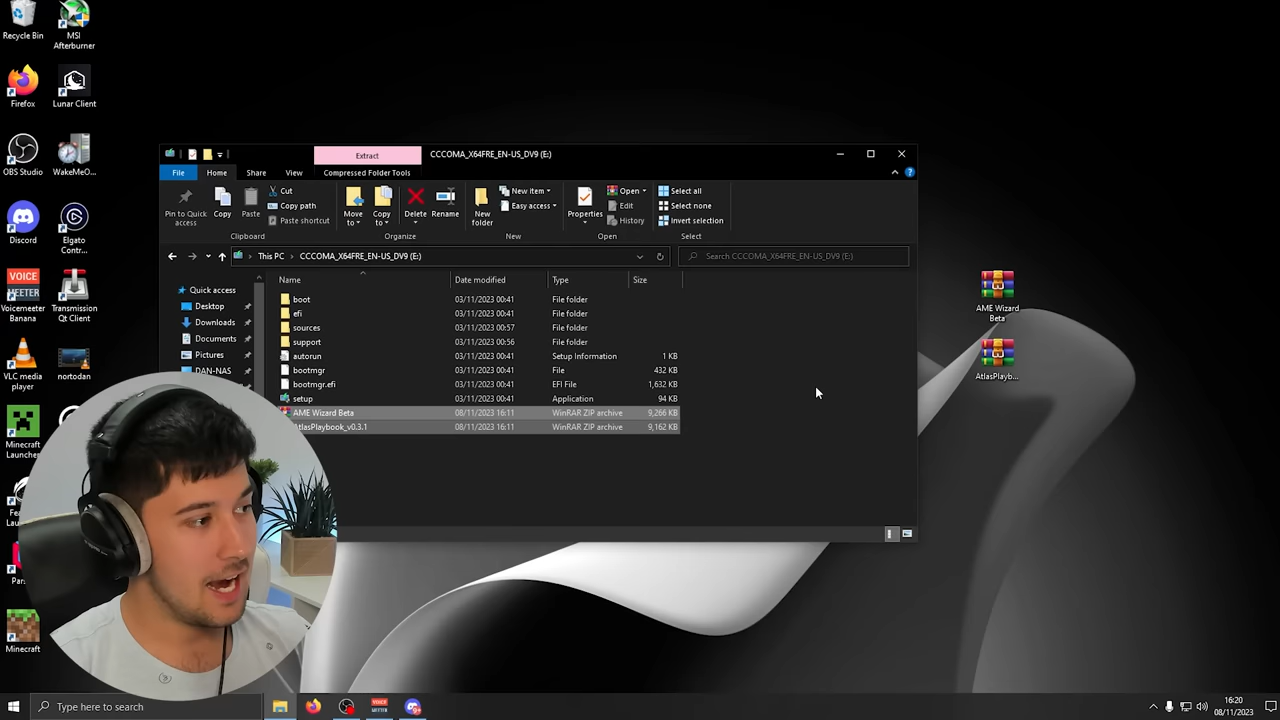 Recycle Bin
MSI Afterburner
Firefox
Lunar Client
OBS Studio
WakeMeO...
Discord
Elgato Contr...
VOICE MEETER
Voicemeeter Banana
Transmission Qt Client
VLC media player
nortodan
Minecraft Launcher
Minecraft
Extract
CCCOMA_X64FRE_EN-US_DV9 (E:)
File
Home
Share
View
Compressed Folder Tools
Pin to Quick access
Copy
Paste
Cut
Copy path
Paste shortcut
Clipboard
Move to
Copy to
Delete
Rename
Organize
New folder
New item
Easy access
New
Properties
Open
Edit
History
Open
Select all
Select none
Invert selection
Select
This PC
CCCOMA_X64FRE_EN-US_DV9 (E:)
Search CCCOMA_X64FRE_EN-US_DV9 (E:)
Quick access
Desktop
Downloads
Documents
Pictures
DAN-NAS
Name Date modified Type Size
boot 03/11/2023 00:41 File folder
efi 03/11/2023 00:41 File folder
sources 03/11/2023 00:57 File folder
support 03/11/2023 00:56 File folder
autorun 03/11/2023 00:41 Setup Information 1 KB
bootmgr 03/11/2023 00:41 File 432 KB
bootmgr.efi 03/11/2023 00:41 EFI File 1,632 KB
setup 03/11/2023 00:41 Application 94 KB
AME Wizard Beta 08/11/2023 16:11 WinRAR ZIP archive 9,266 KB
AtlasPlaybook_v0.3.1 08/11/2023 16:11 WinRAR ZIP archive 9,162 KB
AME Wizard Beta
AtlasPlayb...
Type here to search
VOICE MEETER
16:20
08/11/2023